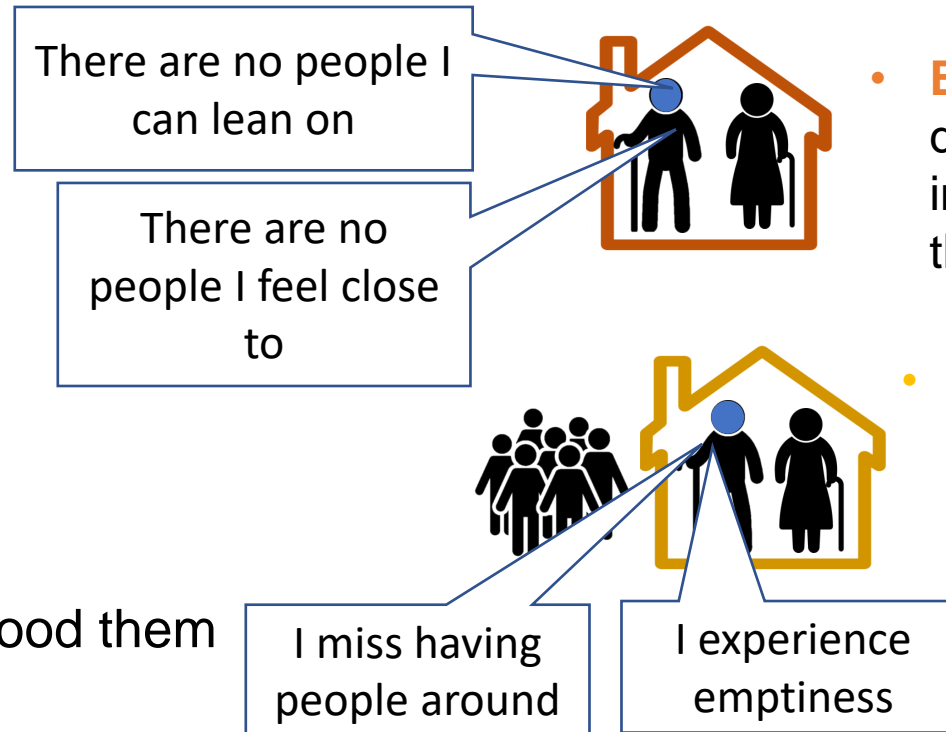 There are no people I
can lean on
There are no
people I feel close
to
I miss having
people around
I experience
emptiness
ood them